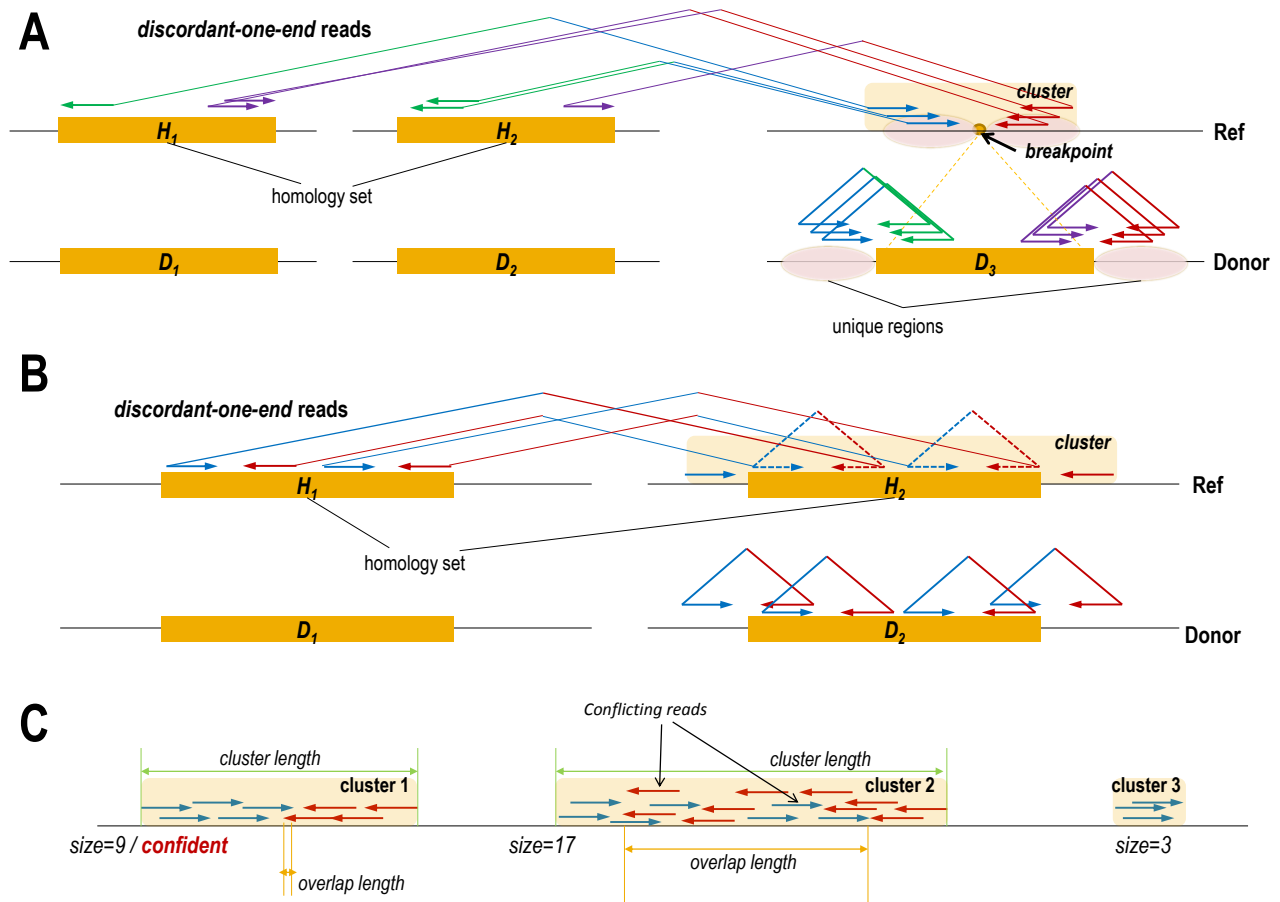 A
discordant-one-end reads
cluster
H1
H2
Ref
breakpoint
homology set
D1
D2
D3
Donor
unique regions
B
discordant-one-end reads
cluster
H1
H2
Ref
homology set
D1
D2
Donor
C
Conflicting reads
cluster length
cluster length
cluster 1
cluster 2
cluster 3
size=9 / confident
size=17
size=3
overlap length
overlap length